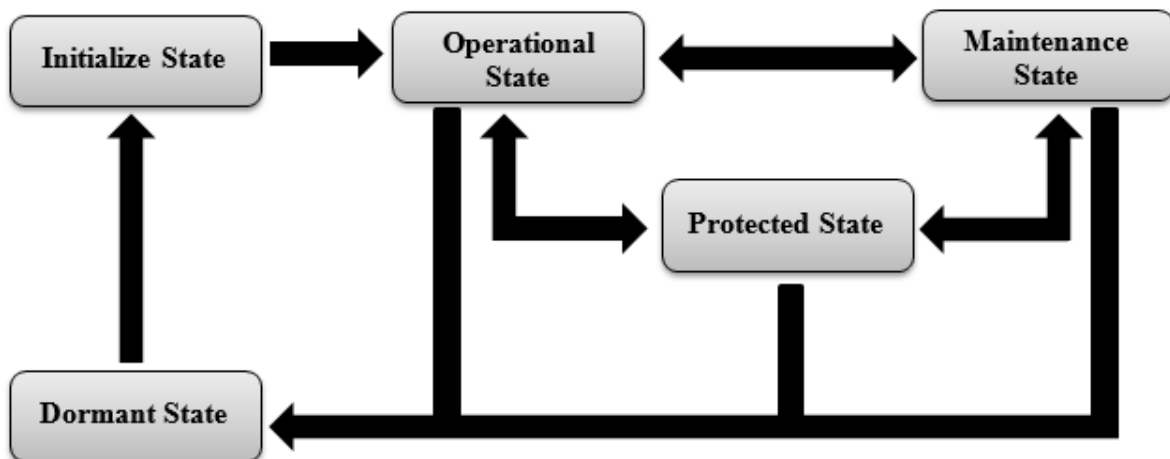 Initialize State
Operational
State
Maintenance
State
Protected State
Dormant State